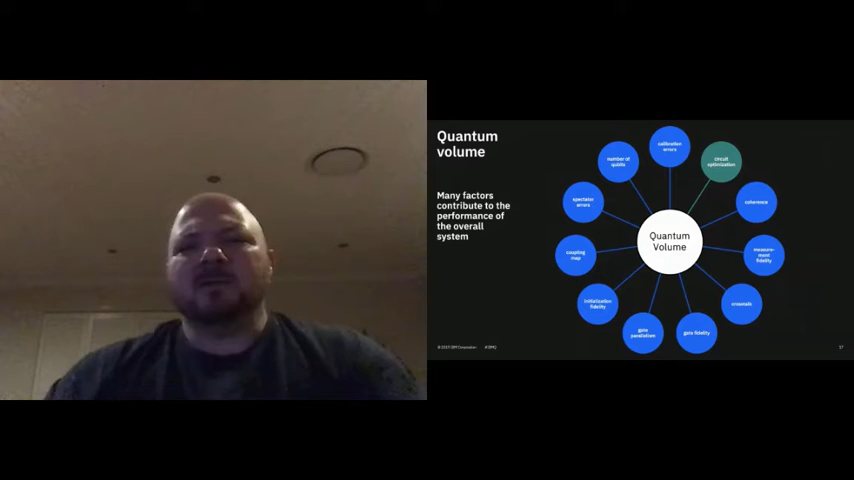 Quantum
volume
Many factors
contribute to the
performance of
the overall
system
calibration
errors
circuit
optimization
coherence
measure-
ment
fidelity
crosstalk
gate fidelity
gate
parallelism
initialization
fidelity
coupling
map
spectator
errors
number of
qubits
Quantum
Volume